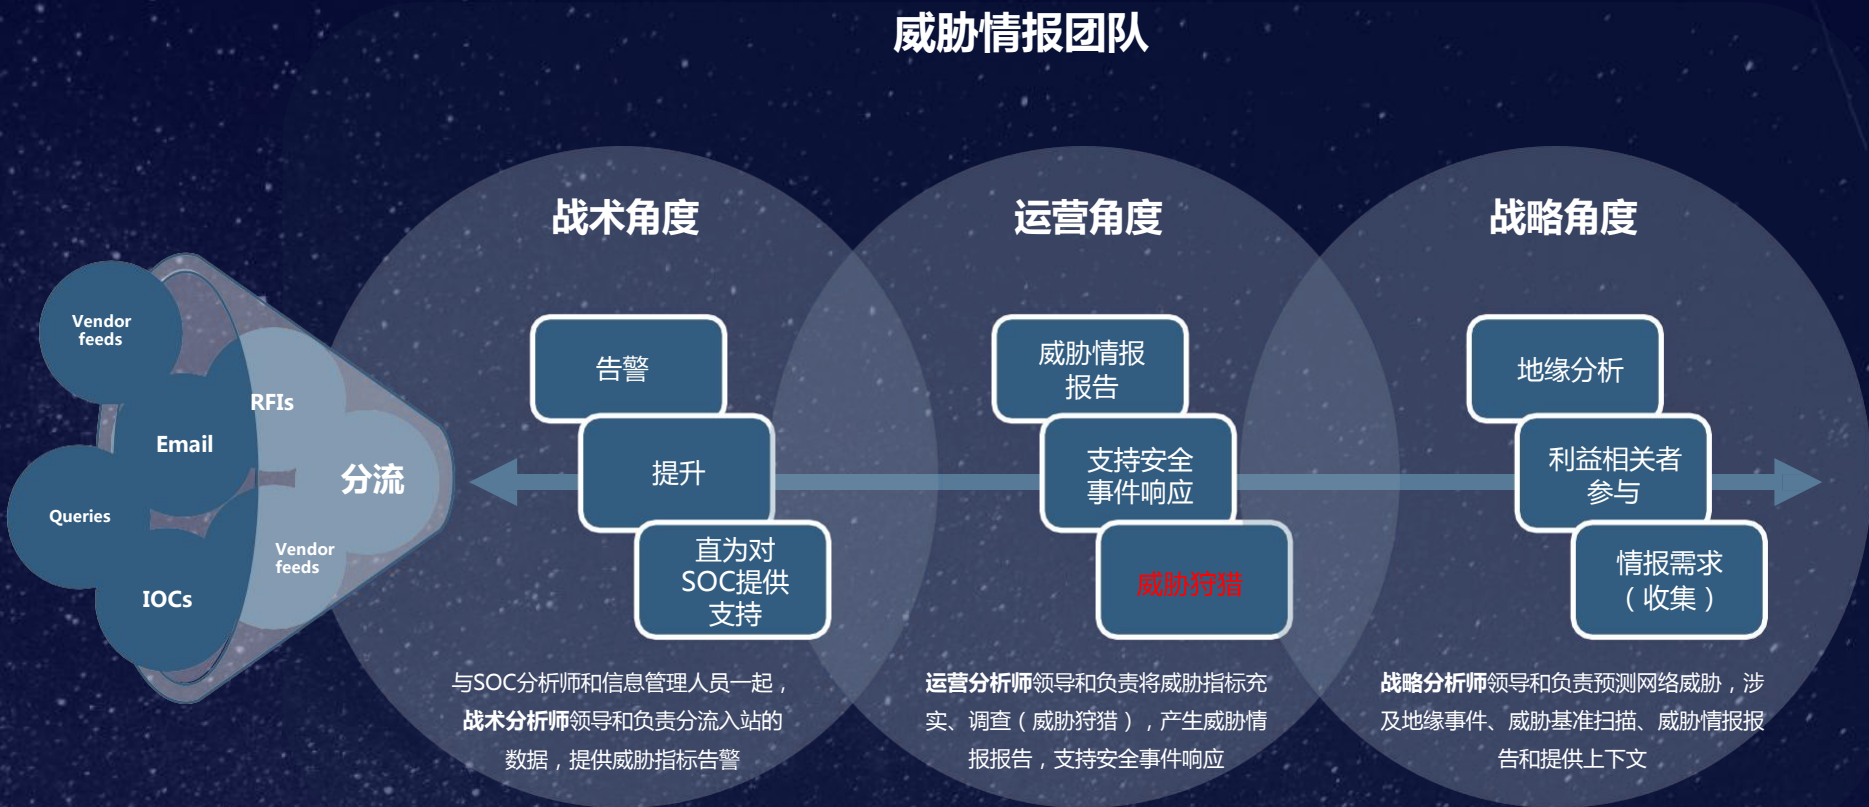 威胁情报团队
战术角度
运营角度
战略角度
Vendor
feeds
RFIs
Email
分流
Queries
Vendor
feeds
IOCs
告警
提升
直为对
SOC提供
支持
威胁情报
报告
支持安全
事件响应
威胁狩猎
地缘分析
利益相关者
参与
情报需求
（收集）
与SOC分析师和信息管理人员一起，
战术分析师领导和负责分流入站的
数据，提供威胁指标告警
运营分析师领导和负责将威胁指标充
实、调查（威胁狩猎），产生威胁情
报报告，支持安全事件响应
战略分析师领导和负责预测网络威胁，涉
及地缘事件、威胁基准扫描、威胁情报报
告和提供上下文